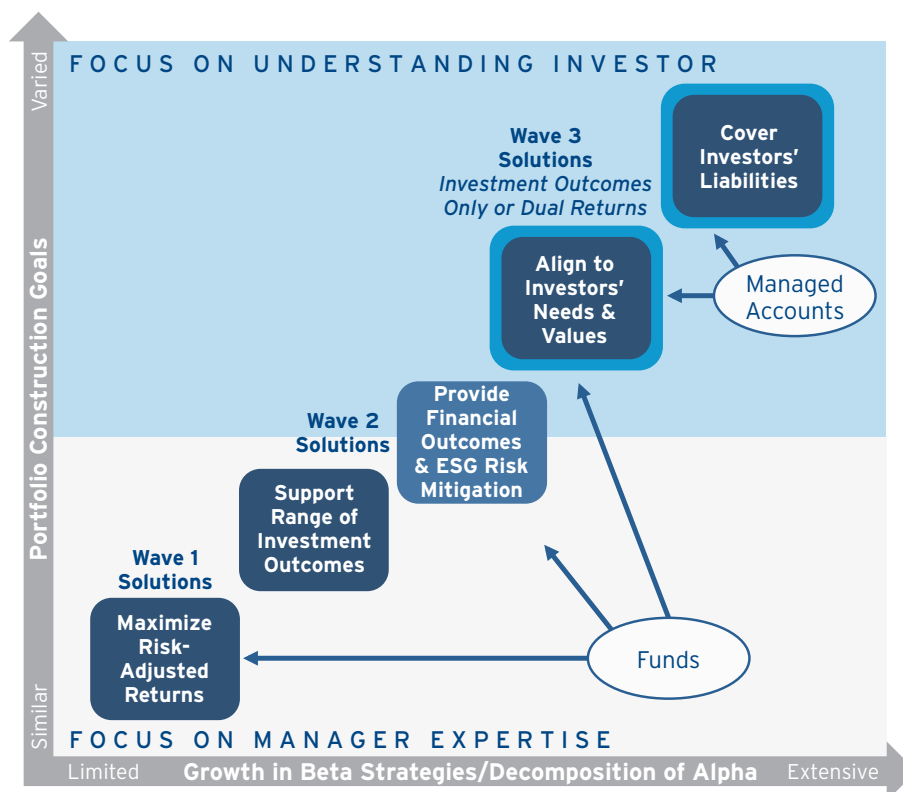 FOCUS ON UNDERSTANDING INVESTOR
Varied
Portfolio Construction Goals
Similar
Cover
Investors’
Liabilities
Wave 3
Solutions
Investment Outcomes
Only or Dual Returns
Align to
Investors’
Needs &
Values
Managed
Accounts
Provide
Financial
Outcomes
& ESG Risk
Mitigation
Wave 2
Solutions
Support
Range of
Investment
Outcomes
Wave 1
Solutions
Maximize
Risk-
Adjusted
Returns
Funds
FOCUS ON MANAGER EXPERTISE
Limited
Growth in Beta Strategies/Decomposition of Alpha
Extensive